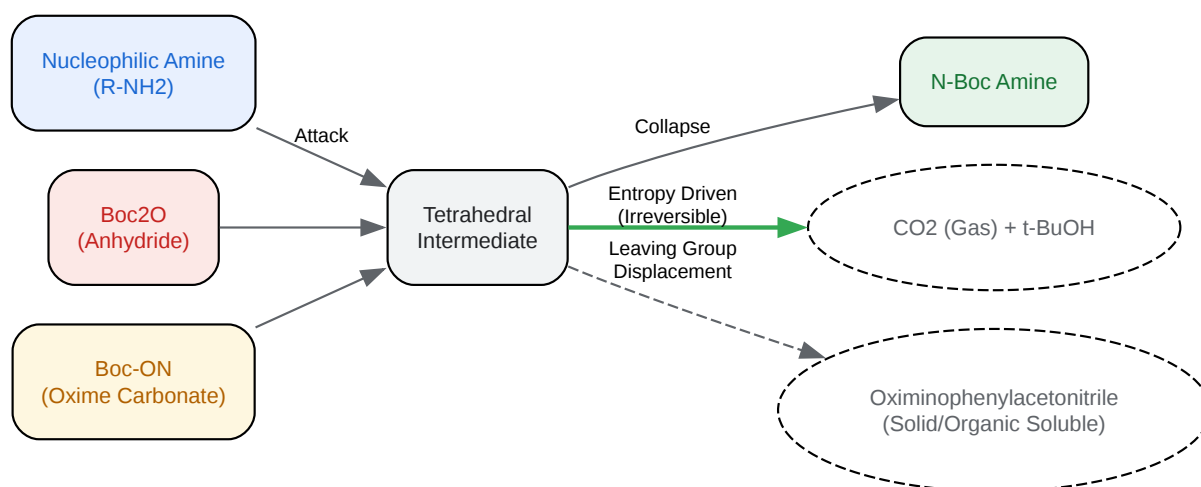 Nucleophilic Amine
(R-NH2)
Attack
Boc2O
(Anhydride)
Boc-ON
(Oxime Carbonate)
Tetrahedral
Intermediate
Collapse
Entropy Driven
(Irreversible)
Leaving Group
Displacement
N-Boc Amine
CO2 (Gas) + t-BuOH
Oximinophenylacetonitrile
(Solid/Organic Soluble)